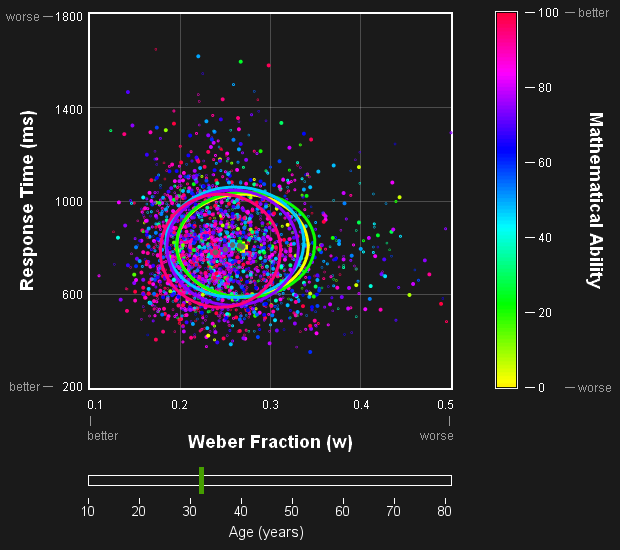 worse
1800
1400
1000
600
200
better
Response Time (ms)
0.1
0.2
0.3
0.4
0.5
better
worse
Weber Fraction (w)
10
20
30
40
50
60
70
80
Age (years)
100
better
80
60
40
20
0
worse
Mathematical Ability